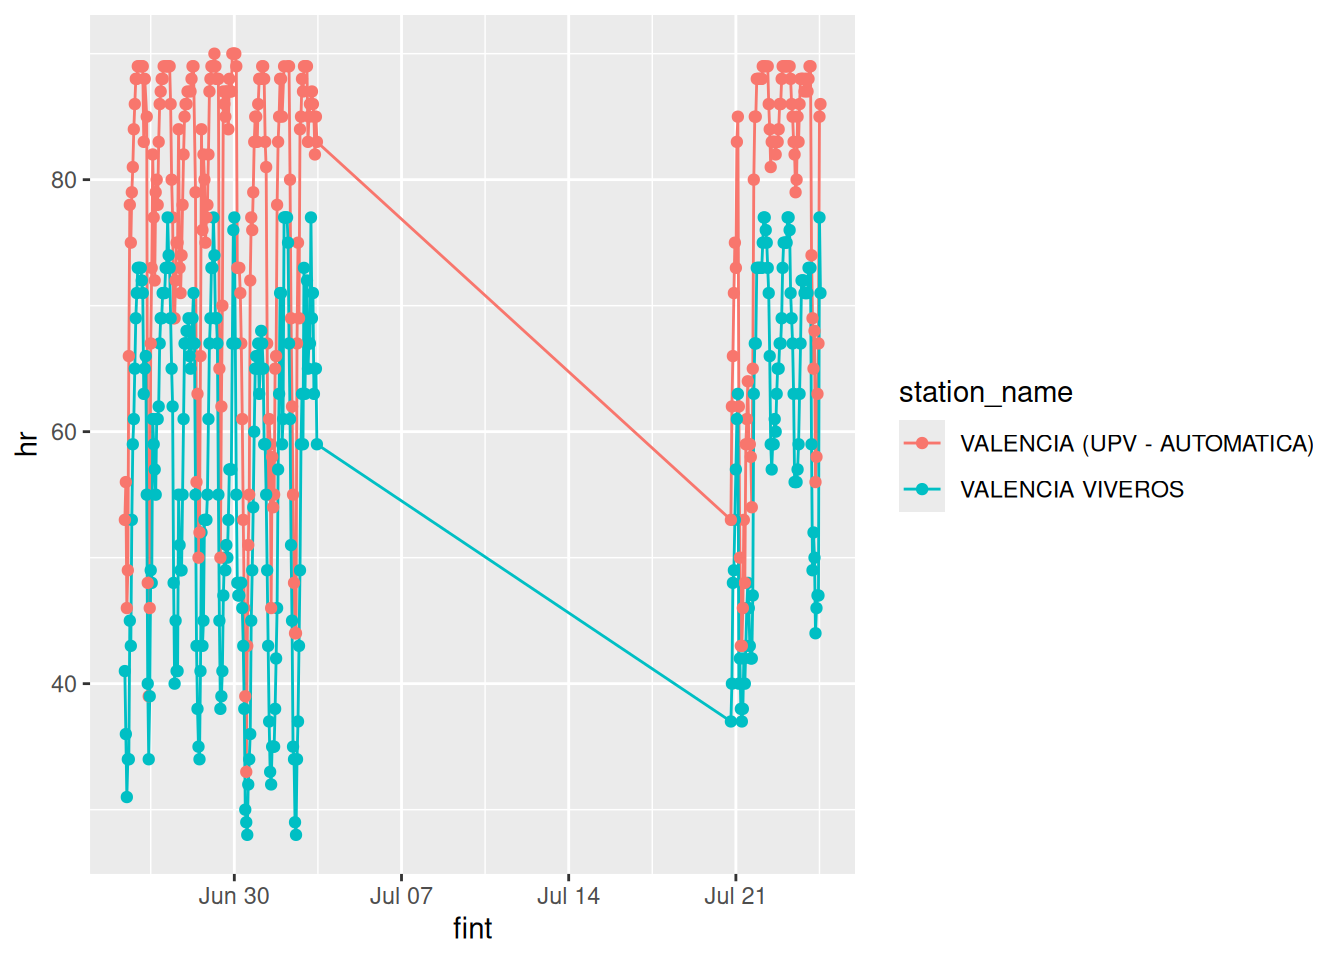 80
60
40
hr
Jun 30
Jul 07
Jul 14
Jul 21
fint
station_name
VALENCIA (UPV - AUTOMATICA)
VALENCIA VIVEROS